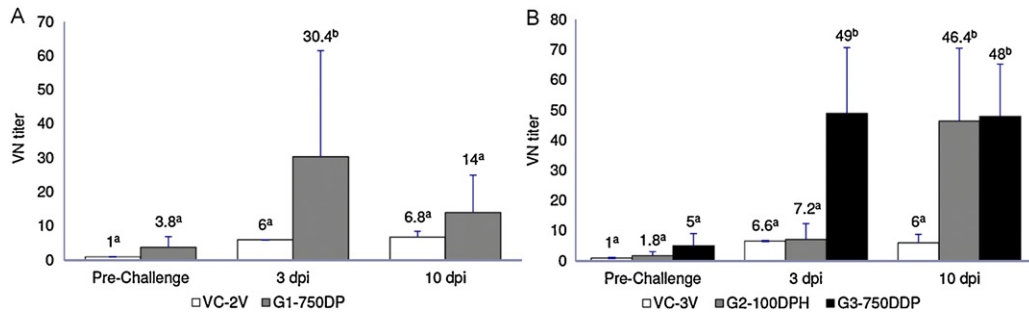 A
VN titer
70
60
50
40
30
20
10
0
1ᵃ
3.8ᵃ
6ᵃ
30.4ᵇ
6.8ᵃ
14ᵃ
Pre-Challenge 3 dpi 10 dpi
VC-2V G1-750DP
B
VN titer
80
70
60
50
40
30
20
10
0
1ᵃ
1.8ᵃ
5ᵃ
6.6ᵃ
7.2ᵃ
49ᵇ
6ᵃ
46.4ᵇ
48ᵇ
Pre-Challenge 3 dpi 10 dpi
VC-3V G2-100DPH G3-750DDP